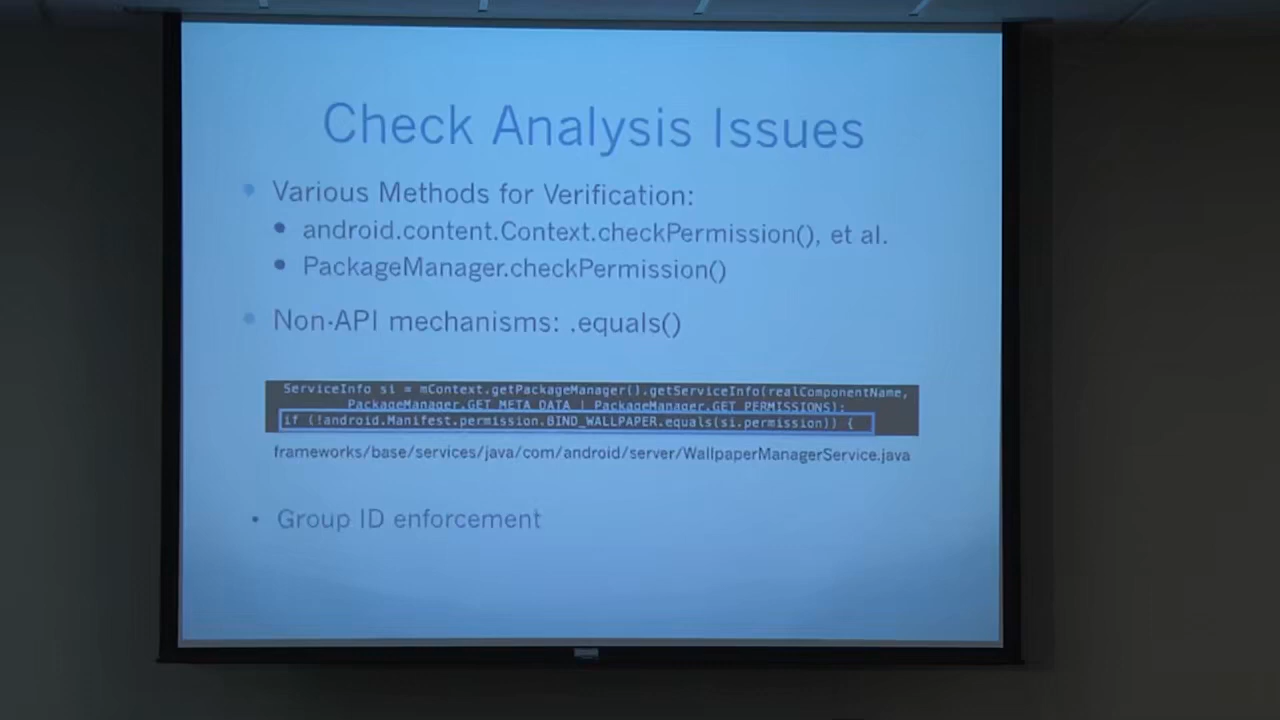 Check Analysis Issues
Various Methods for Verification:
android.content.Context.checkPermission(), et al.
PackageManager.checkPermission()
Non-API mechanisms: .equals()
ServiceInfo si = mContext.getPackageManager().getServiceInfo(realComponentName,
PackageManager.GET_META_DATA | PackageManager.GET_PERMISSIONS);
if (!android.Manifest.permission.BIND_WALLPAPER.equals(si.permission)) {
frameworks/base/services/java/com/android/server/WallpaperManagerService.java
Group ID enforcement